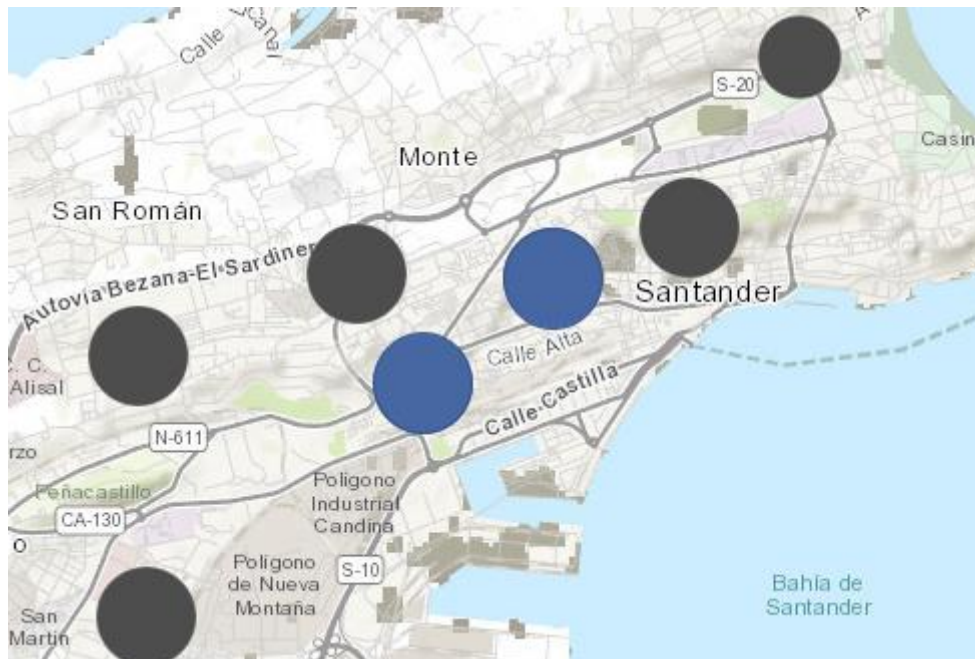 Calle
Canal
A
S-20
Casin
Monte
San Román
Autovía Bezana-El Sardiner
Santander
Calle Alta
C. C.
Alisal
Calle Castilla
N-611
rzo
Peñacastillo
Polígono
Industrial
Candina
CA-130
o
Polígono
de Nueva
Montaña
S-10
Bahía de
Santander
San
Martín